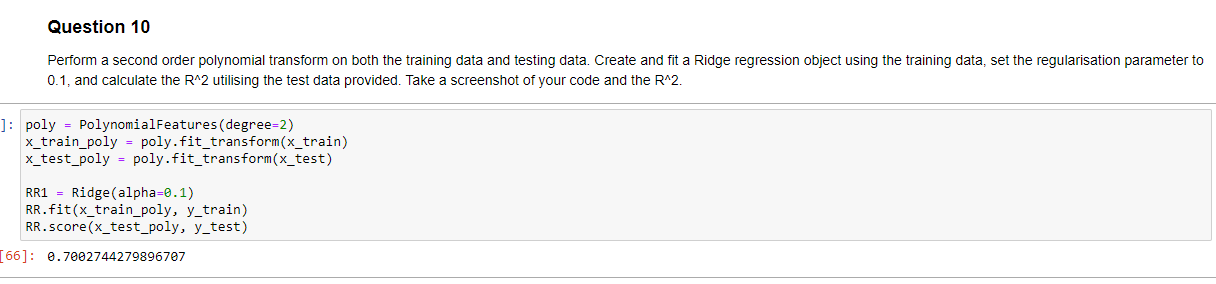 Question 10
Perform a second order polynomial transform on both the training data and testing data. Create and fit a Ridge regression object using the training data, set the regularisation parameter to
0.1, and calculate the R^2 utilising the test data provided. Take a screenshot of your code and the R^2.
]: poly = PolynomialFeatures(degree=2)
x_train_poly = poly.fit_transform(x_train)
x_test_poly = poly.fit_transform(x_test)
RR1 = Ridge(alpha=0.1)
RR.fit(x_train_poly, y_train)
RR.score(x_test_poly, y_test)
[66]: 0.7002744279896707